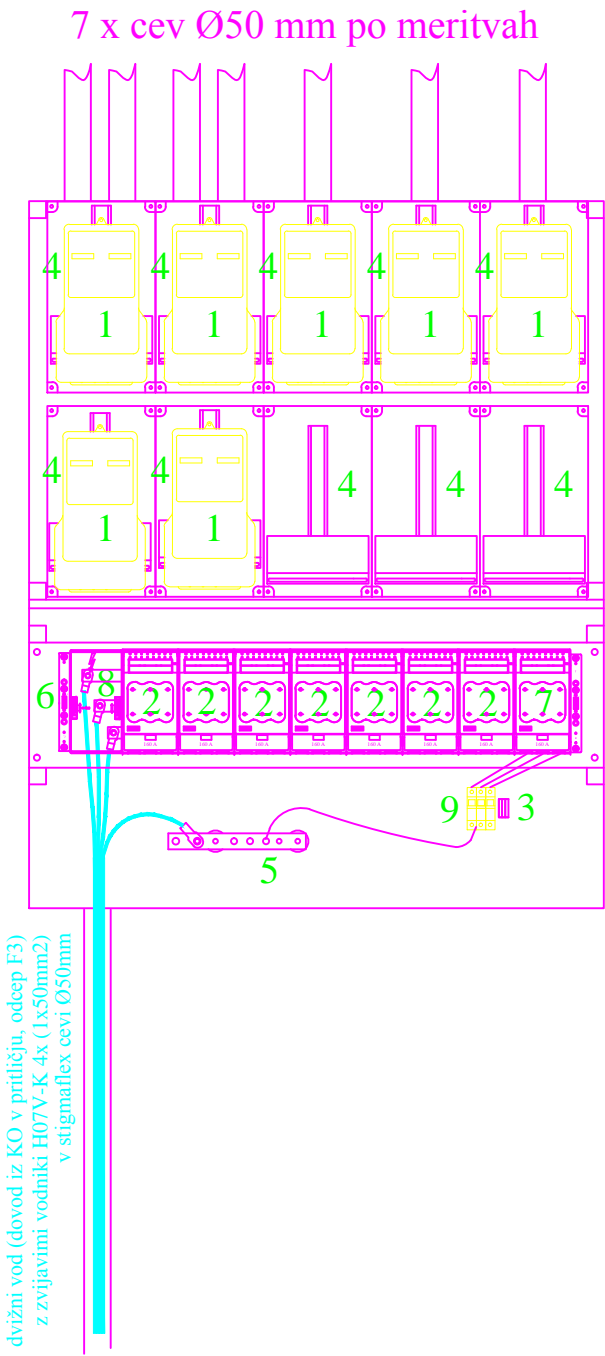 7 x cev Ø50 mm po meritvah
4 4 4 4 4
1 1 1 1 1
4 4 4 4 4
1 1
6 8 2 2 2 2 2 2 2 7
9 3
5
dvižni vod (dovod iz KO v pritličju, odcep F3)
z zvijavimi vodniki H07V-K 4x (1x50mm2)
v stigmaflex cevi Ø50mm